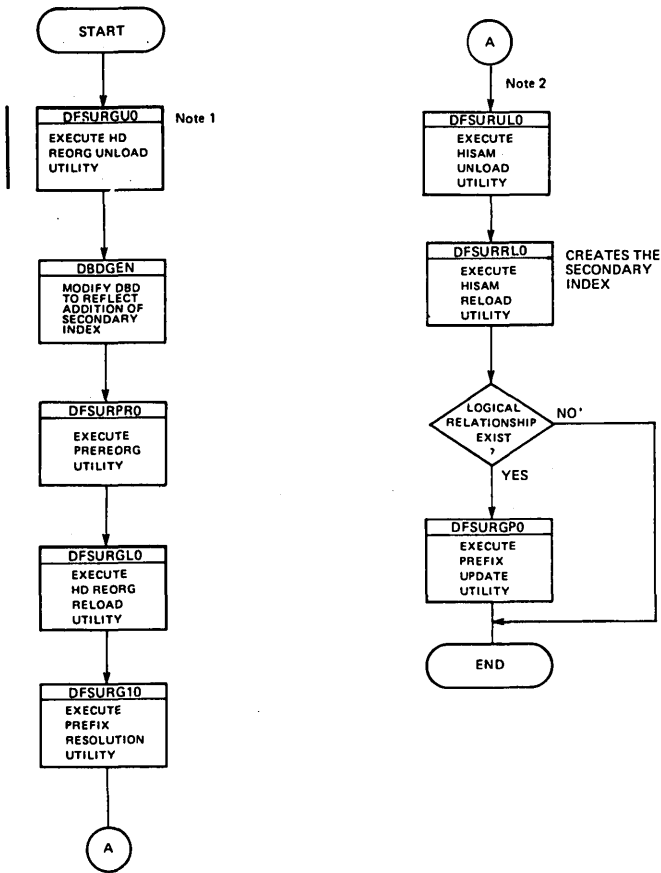 START
DFSURGU0
Note 1
EXECUTE HD
REORG UNLOAD
UTILITY
DBDGEN
MODIFY DBD
TO REFLECT
ADDITION OF
SECONDARY
INDEX
DFSURPR0
EXECUTE
PREREORG
UTILITY
DFSURGL0
EXECUTE
HD REORG
RELOAD
UTILITY
DFSURG10
EXECUTE
PREFIX
RESOLUTION
UTILITY
A
A
Note 2
DFSURUL0
EXECUTE
HISAM
UNLOAD
UTILITY
DFSURRL0
EXECUTE
HISAM
RELOAD
UTILITY
CREATES THE
SECONDARY
INDEX
LOGICAL
RELATIONSHIP
EXIST
?
NO
YES
DFSURGP0
EXECUTE
PREFIX
UPDATE
UTILITY
END